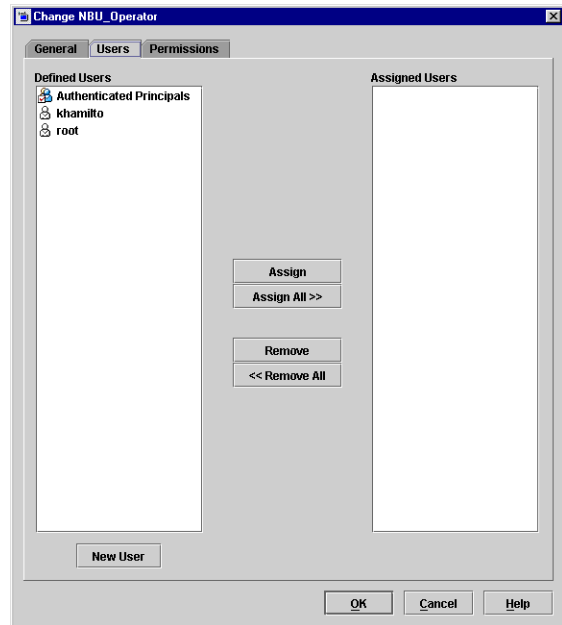 Change NBU_Operator
General Users Permissions
Defined Users
Assigned Users
Authenticated Principals
khamilto
root
Assign
Assign All >>
Remove
<< Remove All
New User
OK Cancel Help